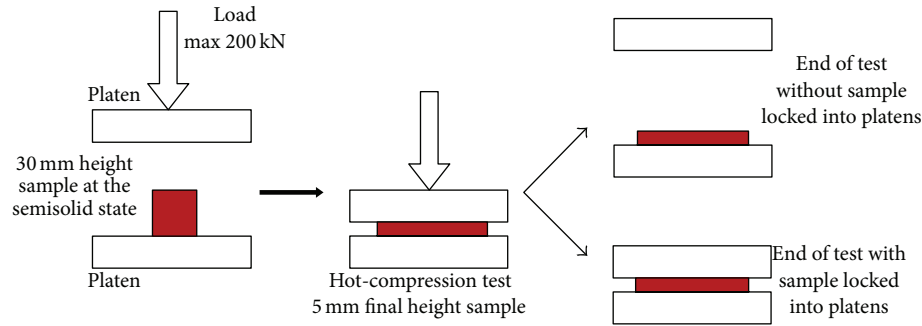 Load
max 200 kN
Platen
30 mm height
sample at the
semisolid state
Platen
Hot-compression test
5 mm final height sample
End of test
without sample
locked into platens
End of test with
sample locked
into platens